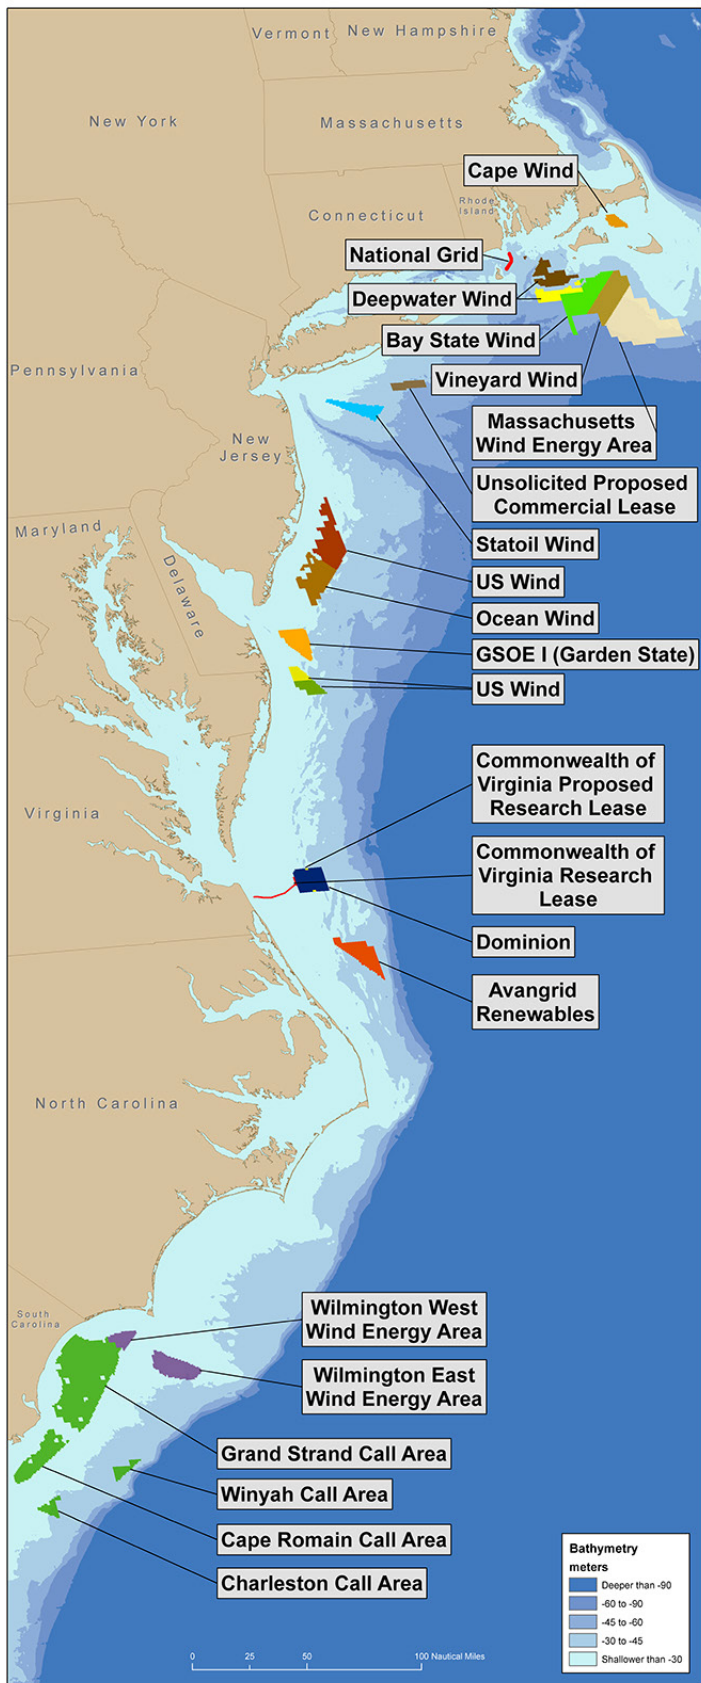 Vermont
New Hampshire
New York
Massachusetts
Cape Wind
Rhode
Island
Connecticut
National Grid
Deepwater Wind
Bay State Wind
Pennsylvania
Vineyard Wind
Massachusetts
Wind Energy Area
New
Jersey
Unsolicited Proposed
Commercial Lease
Maryland
Statoil Wind
Delaware
US Wind
Ocean Wind
GSOE I (Garden State)
US Wind
Commonwealth of
Virginia Proposed
Research Lease
Virginia
Commonwealth of
Virginia Research
Lease
Dominion
Avangrid
Renewables
North Carolina
South
Carolina
Wilmington West
Wind Energy Area
Wilmington East
Wind Energy Area
Grand Strand Call Area
Winyah Call Area
Cape Romain Call Area
Charleston Call Area
Bathymetry
meters
Deeper than -90
-60 to -90
-45 to -60
-30 to -45
Shallower than -30
0 50 100 Nautical Miles